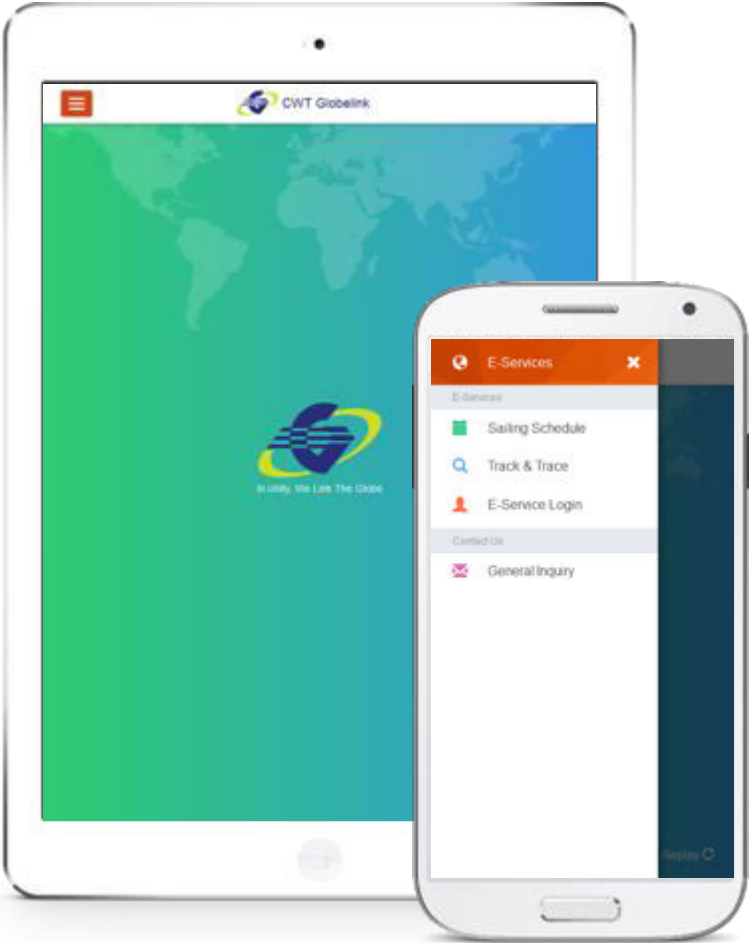 CWT Globelink
In Unity, We Link The Globe
E-Services
E-Services
Sailing Schedule
Track & Trace
E-Service Login
Contact Us
General Inquiry
Replay